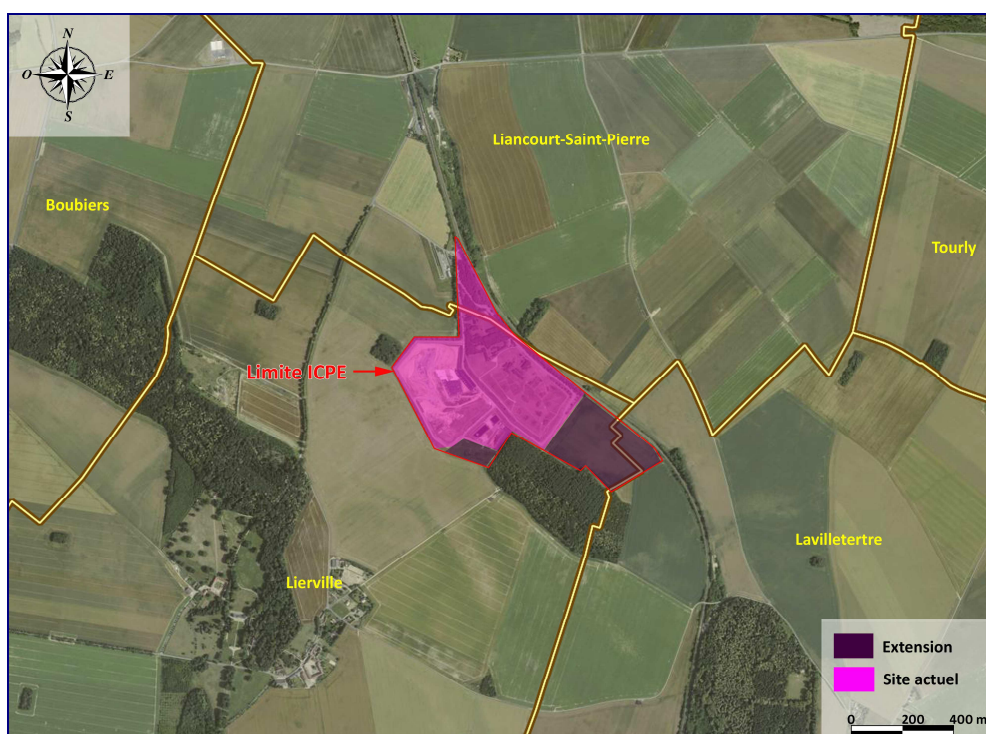 N
O E
S
Liancourt-Saint-Pierre
Boubiers
Tourly
Limite ICPE
Lavilletertre
Lierville
Extension
Site actuel
0 200 400 m